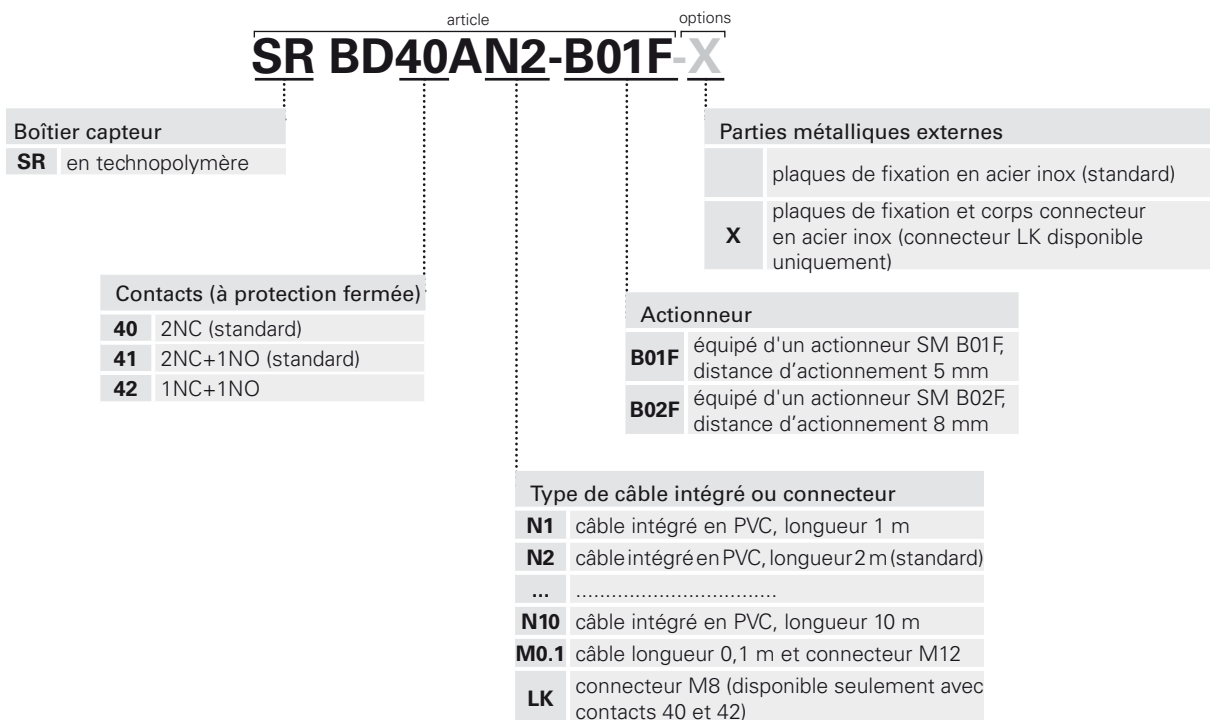 article
options
SR BD40AN2-B01F-X
Boîtier capteur
SR en technopolymère
Parties métalliques externes
plaques de fixation en acier inox (standard)
X plaques de fixation et corps connecteur
en acier inox (connecteur LK disponible
uniquement)
Contacts (à protection fermée)
40 2NC (standard)
41 2NC+1NO (standard)
42 1NC+1NO
Actionneur
B01F équipé d'un actionneur SM B01F,
distance d’actionnement 5 mm
B02F équipé d'un actionneur SM B02F,
distance d’actionnement 8 mm
Type de câble intégré ou connecteur
N1 câble intégré en PVC, longueur 1 m
N2 câble intégré en PVC, longueur 2 m (standard)
... ..................................
N10 câble intégré en PVC, longueur 10 m
M0.1 câble longueur 0,1 m et connecteur M12
LK connecteur M8 (disponible seulement avec
contacts 40 et 42)